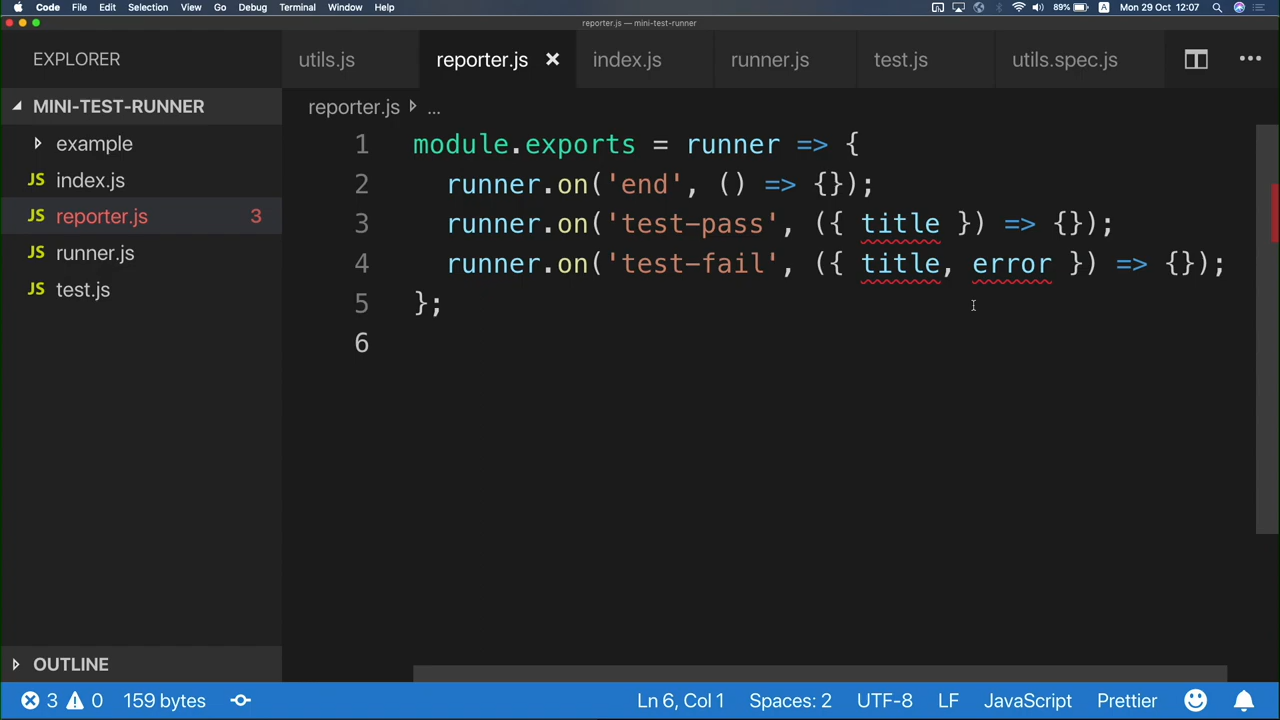 Code File Edit Selection View Go Debug Terminal Window Help 89% A Mon 29 Oct 12:07
reporter.js — mini-test-runner
EXPLORER
utils.js reporter.js index.js runner.js test.js utils.spec.js
MINI-TEST-RUNNER
example
JS index.js
JS reporter.js 3
JS runner.js
JS test.js
reporter.js ...
1 module.exports = runner => {
2 runner.on('end', () => {});
3 runner.on('test-pass', ({ title }) => {});
4 runner.on('test-fail', ({ title, error }) => {});
5 };
6
OUTLINE
3 0 159 bytes Ln 6, Col 1 Spaces: 2 UTF-8 LF JavaScript Prettier